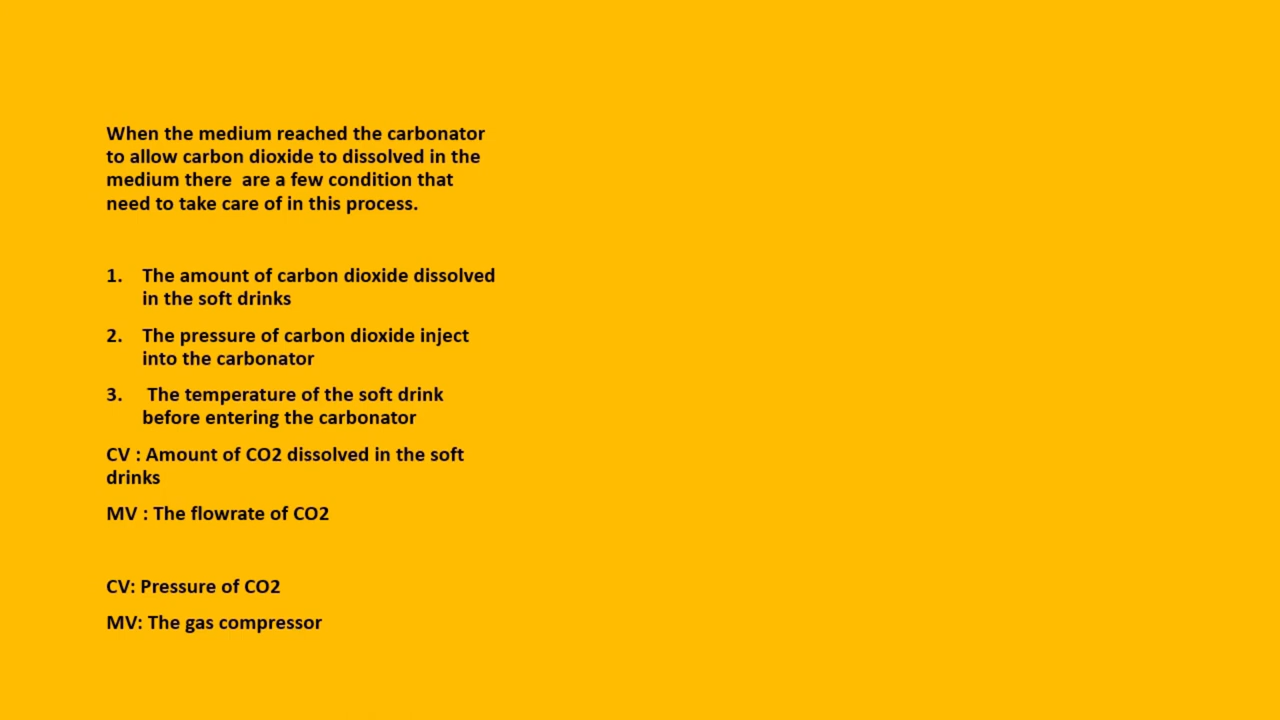 When the medium reached the carbonator
to allow carbon dioxide to dissolved in the
medium there  are a few condition that
need to take care of in this process.
1. The amount of carbon dioxide dissolved
in the soft drinks
2. The pressure of carbon dioxide inject
into the carbonator
3. The temperature of the soft drink
before entering the carbonator
CV : Amount of CO2 dissolved in the soft
drinks
MV : The flowrate of CO2
CV: Pressure of CO2
MV: The gas compressor